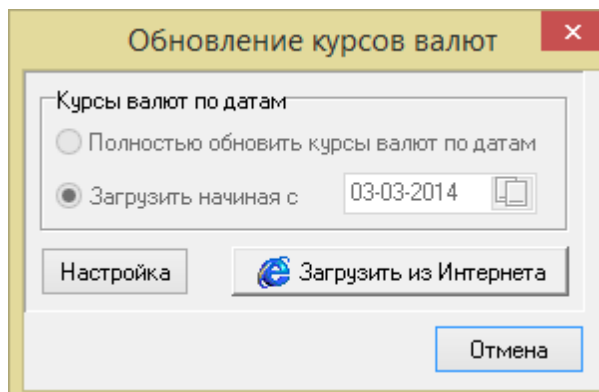 Обновление курсов валют
Курсы валют по датам
Полностью обновить курсы валют по датам
Загрузить начиная с 03-03-2014
Настройка Загрузить из Интернета
Отмена